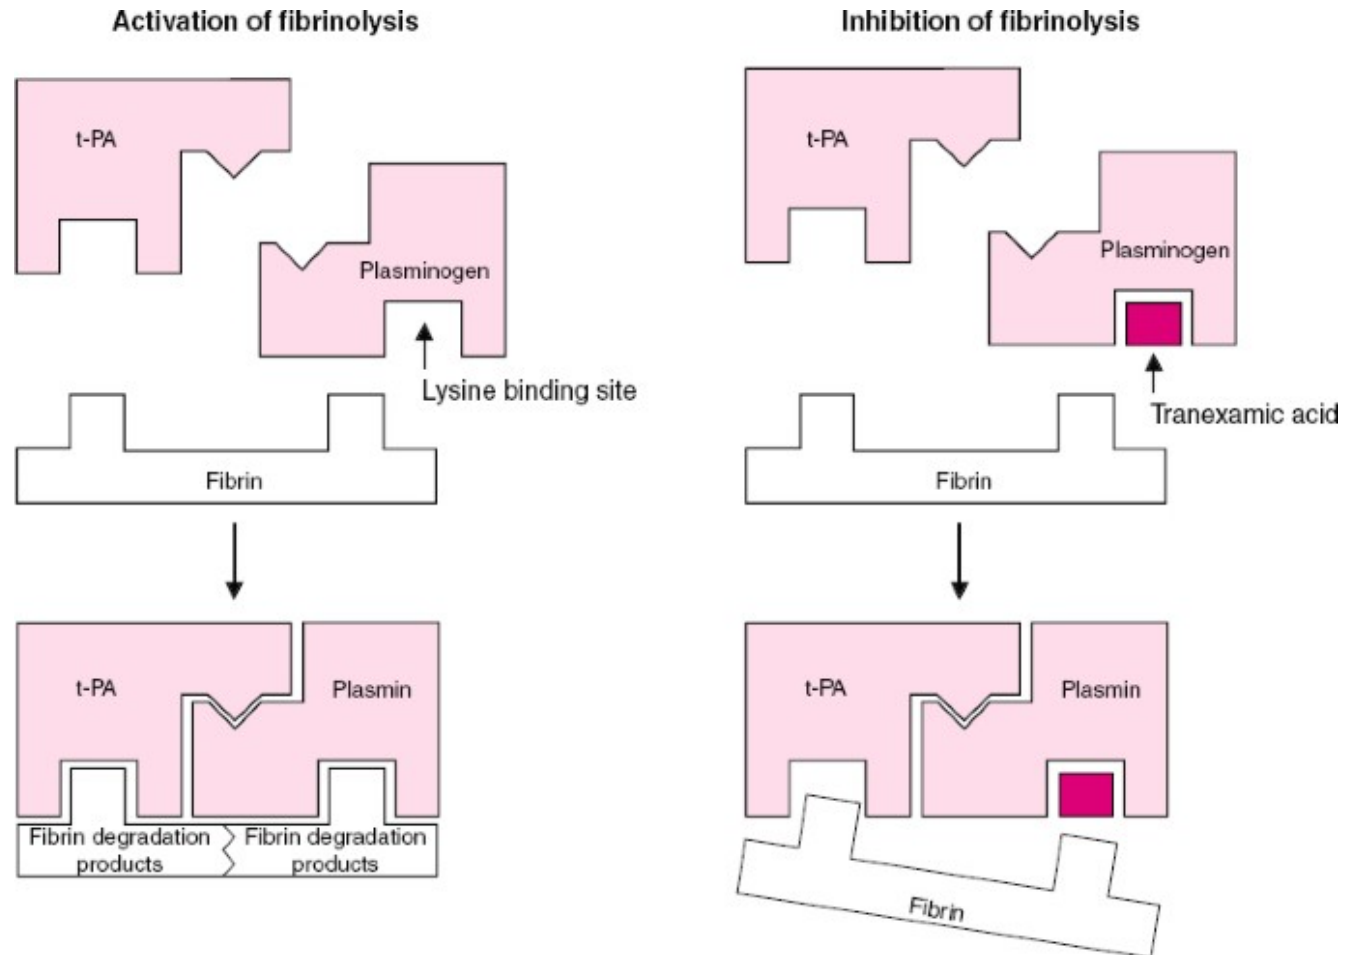 Activation of fibrinolysis
t-PA
Plasminogen
Lysine binding site
Fibrin
t-PA
Plasmin
Fibrin degradation
products
Fibrin degradation
products
Inhibition of fibrinolysis
t-PA
Plasminogen
Tranexamic acid
Fibrin
t-PA
Plasmin
Fibrin